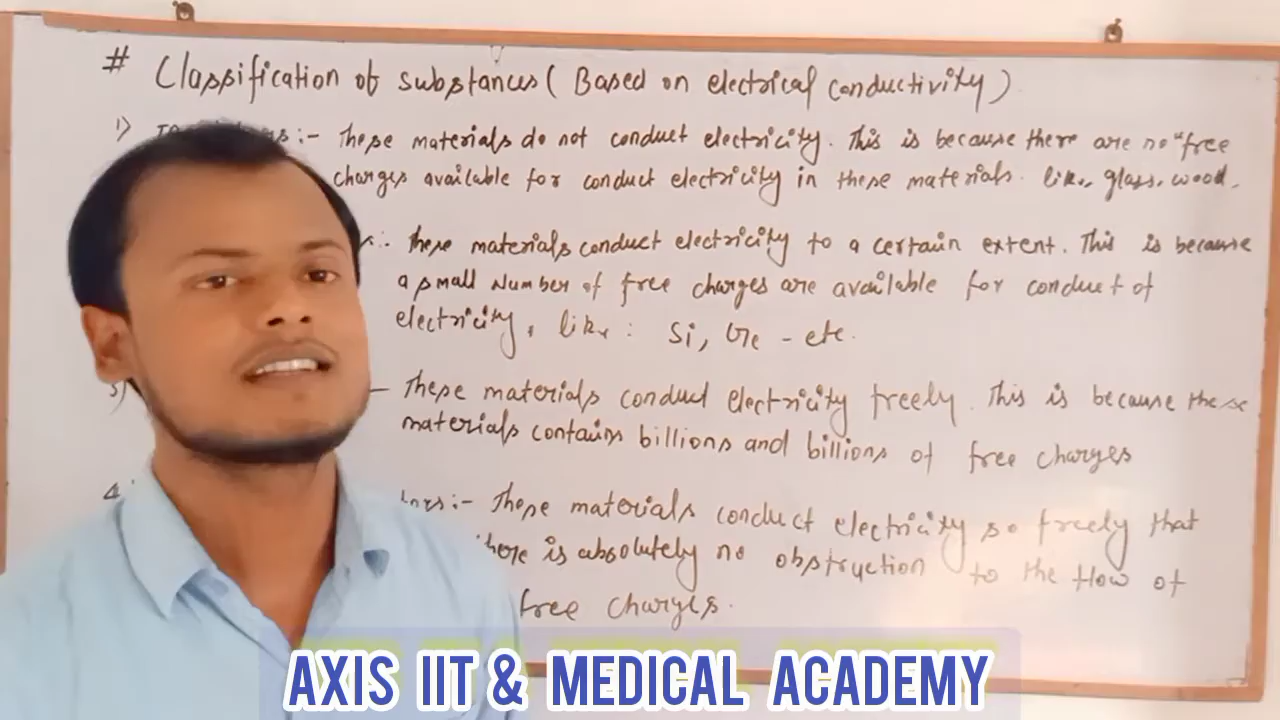 # Classification of substances ( Based on electrical conductivity )
1) :- These materials do not conduct electricity. This is because there are no "free
charges available for conduct electricity in these materials. like, glass, wood,
These materials conduct electricity to a certain extent. This is because
a small Number of free charges are available for conduct of
electricity, like : Si, Ge - etc.
3) — These materials conduct electricity freely. This is because these
materials contains billions and billions of free charges
4. tors :- These materials conduct electricity so freely that
there is absolutely no obstruction to the flow of
free charges.
AXIS IIT & MEDICAL ACADEMY